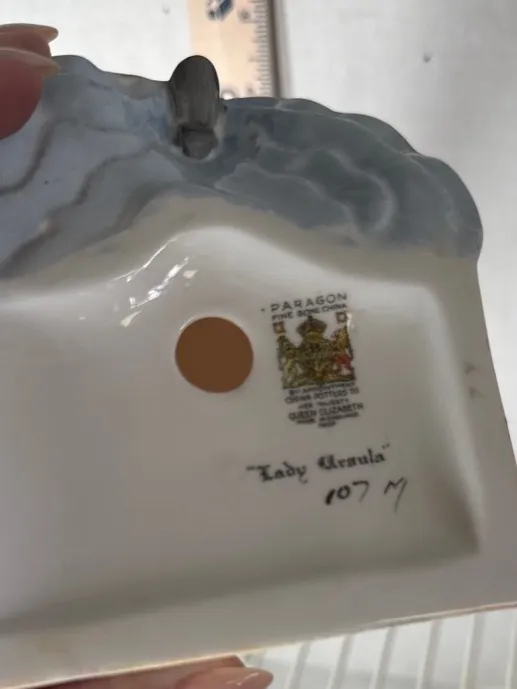 PARAGON
FINE BONE CHINA
BY APPOINTMENT
CHINA POTTERS TO
HER MAJESTY
QUEEN ELIZABETH
"Lady Ursula"
107 M